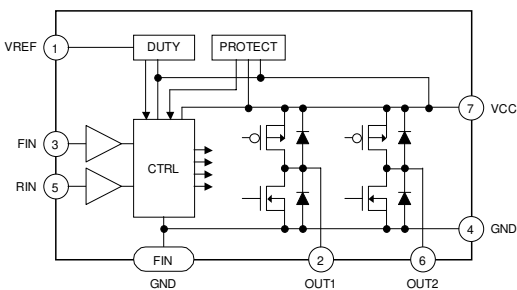 VREF 1 DUTY PROTECT
7 VCC
FIN 3
CTRL
RIN 5
4 GND
FIN 2 6
GND OUT1 OUT2